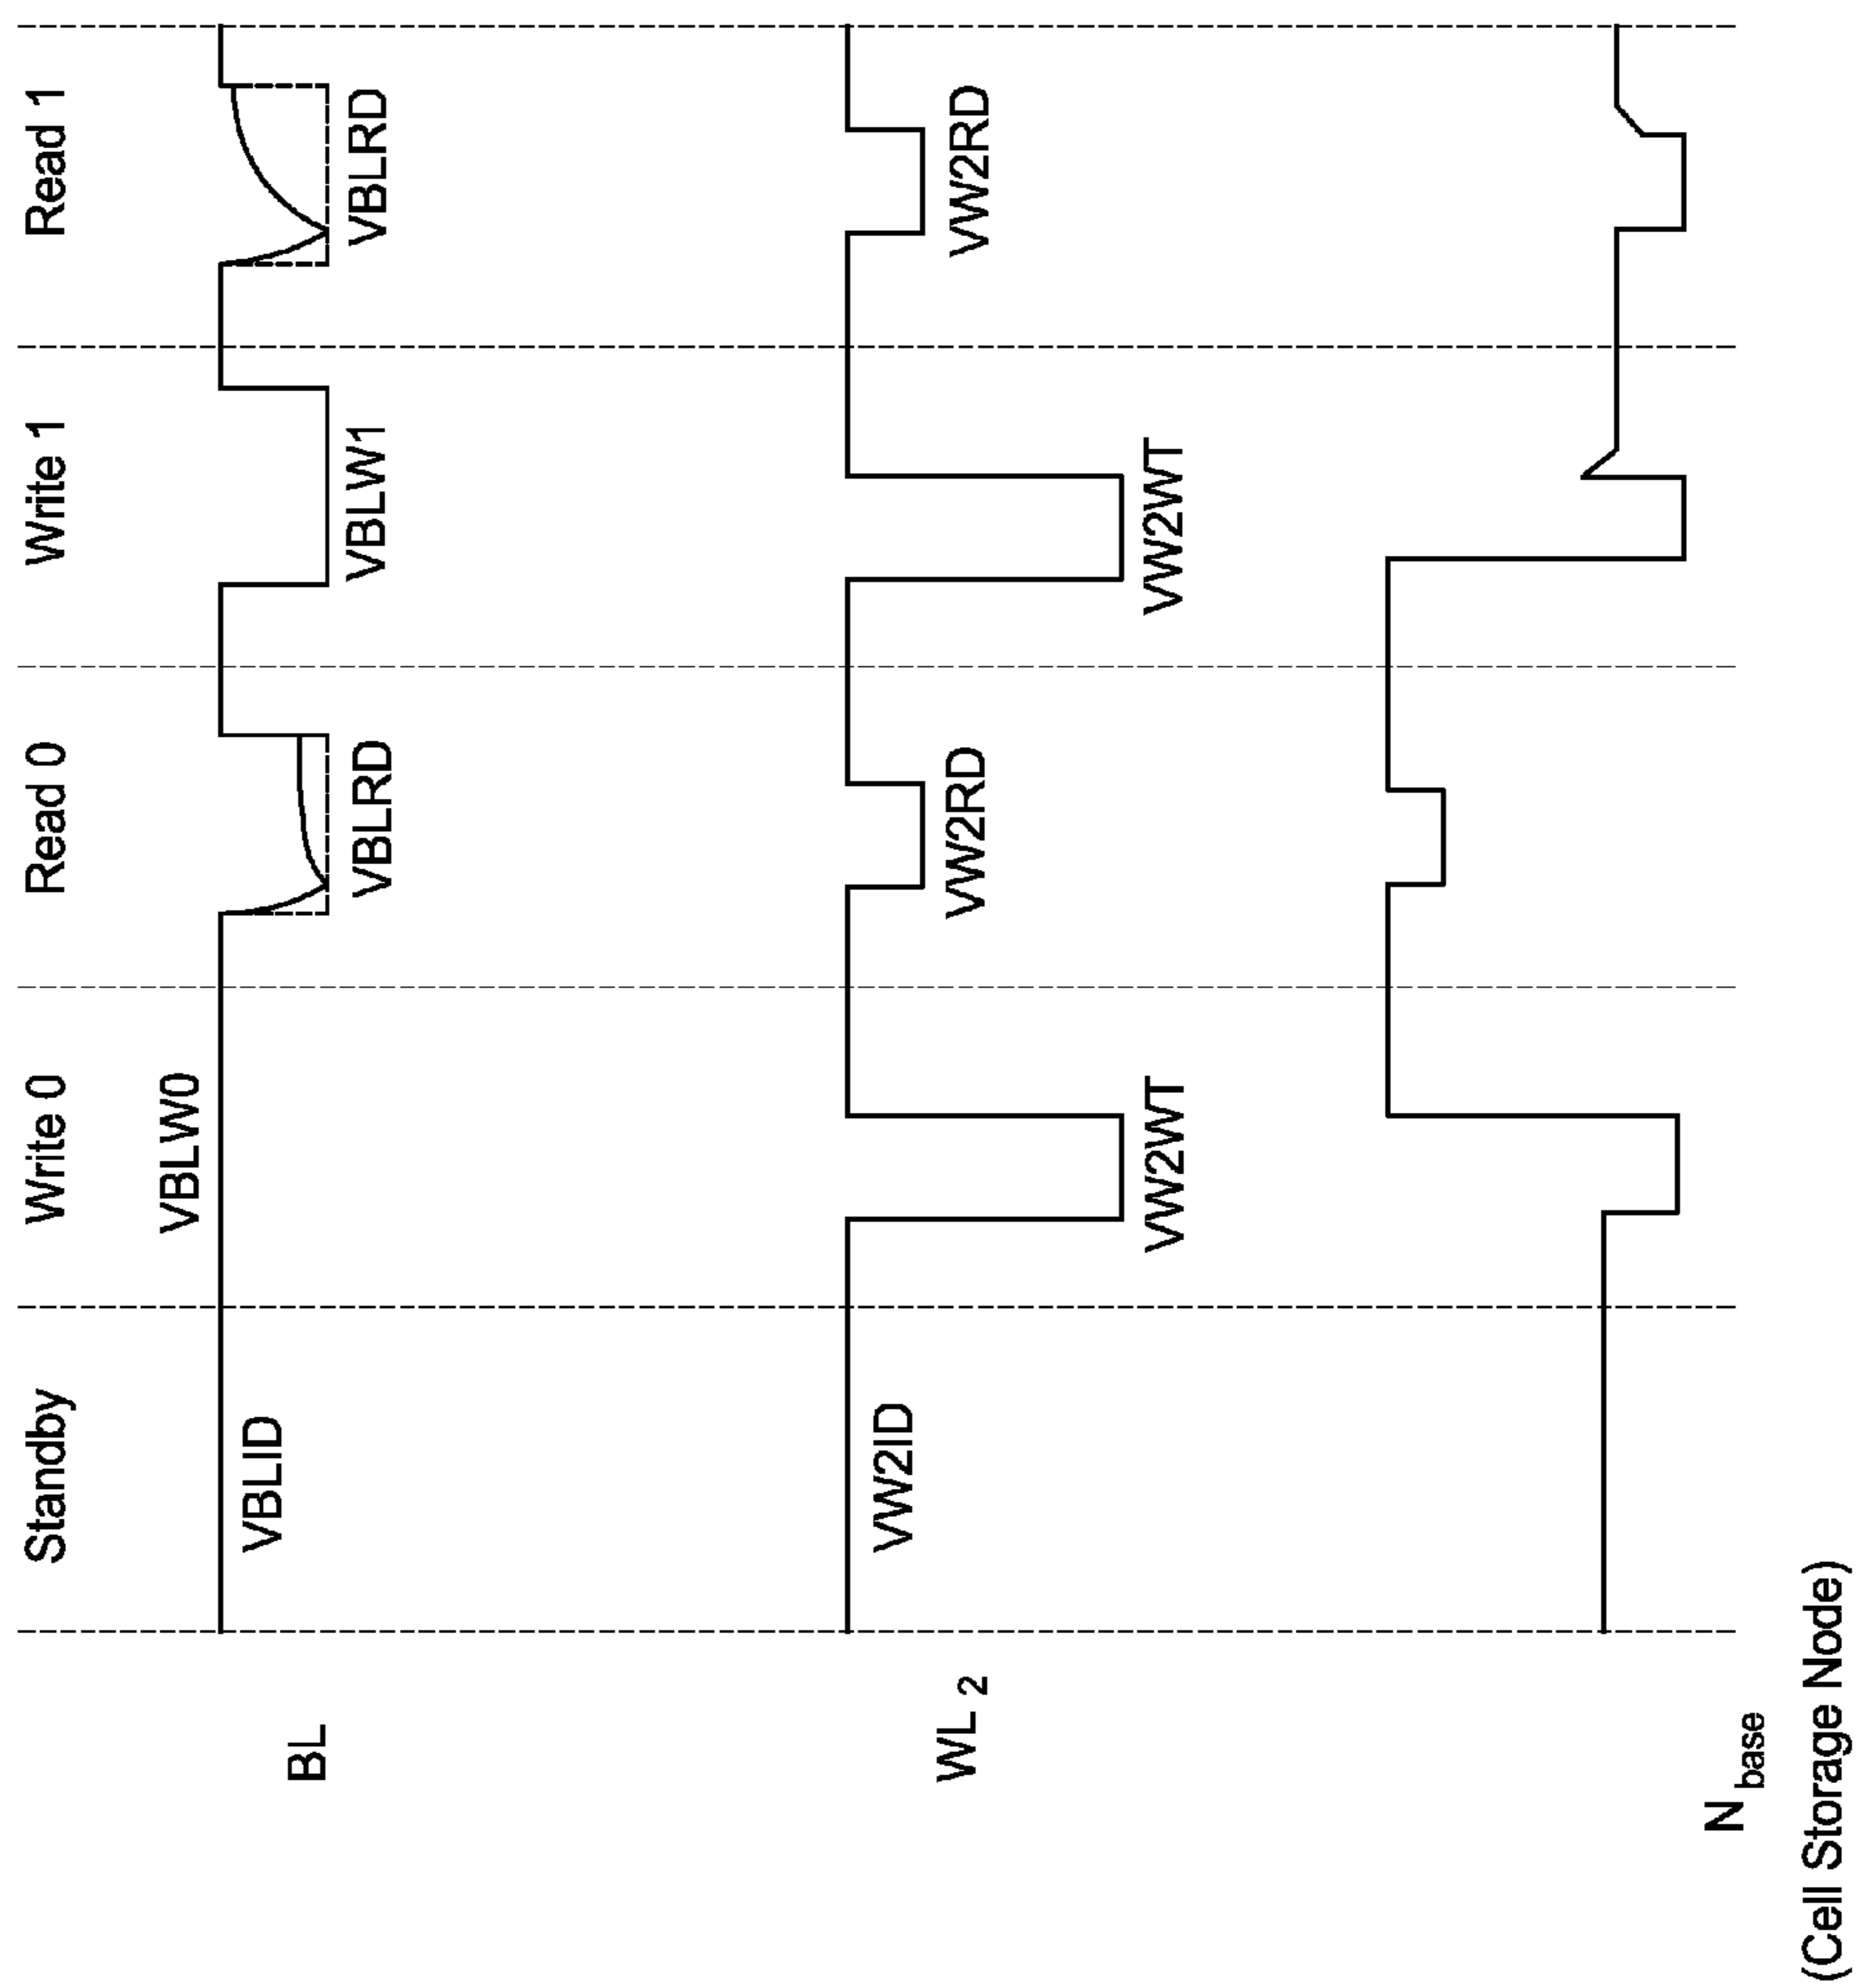 Standby
Write 0
Read 0
Write 1
Read 1
BL
VBLID
VBLW0
VBLRD
VBLW1
VBLRD
WL 2
VW2ID
VW2WT
VW2RD
VW2WT
VW2RD
N base
(Cell Storage Node)